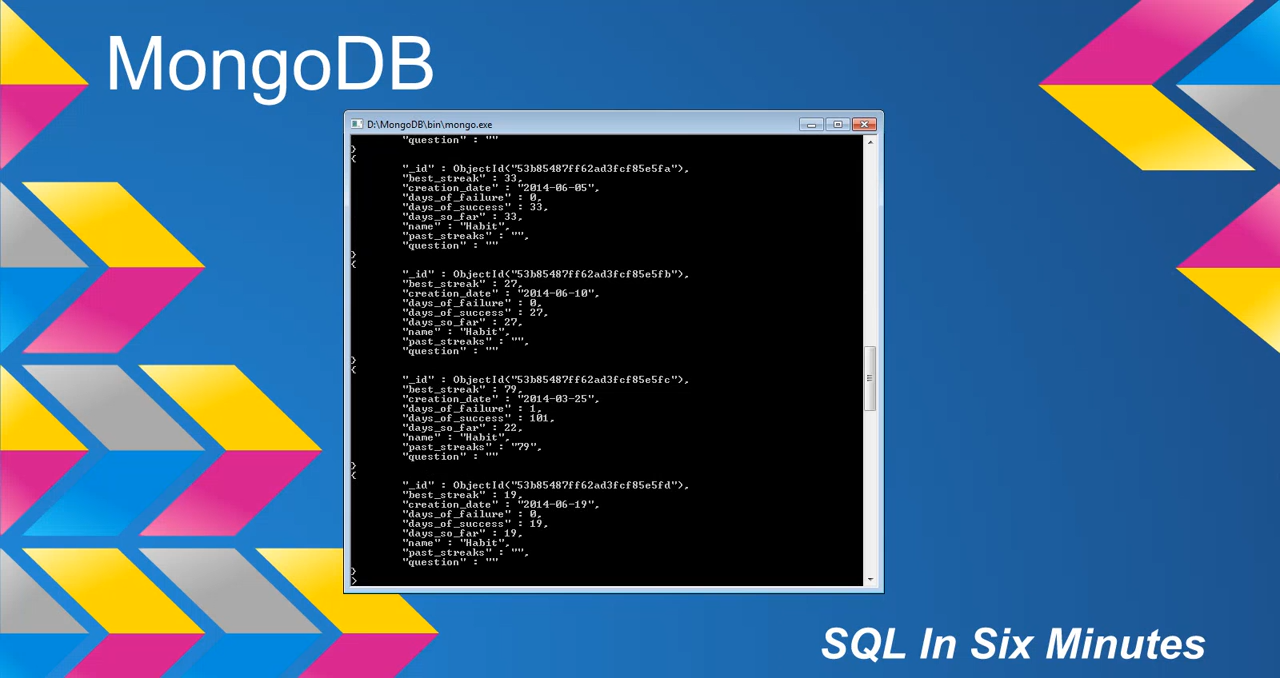 MongoDB
D:\MongoDB\bin\mongo.exe
"question" : ""
}
{
"_id" : ObjectId("53b85487ff62ad3fcf85e5fa"),
"best_streak" : 33,
"creation_date" : "2014-06-05",
"days_of_failure" : 0,
"days_of_success" : 33,
"days_so_far" : 33,
"name" : "Habit",
"past_streaks" : "",
"question" : ""
}
{
"_id" : ObjectId("53b85487ff62ad3fcf85e5fb"),
"best_streak" : 27,
"creation_date" : "2014-06-10",
"days_of_failure" : 0,
"days_of_success" : 27,
"days_so_far" : 27,
"name" : "Habit",
"past_streaks" : "",
"question" : ""
}
{
"_id" : ObjectId("53b85487ff62ad3fcf85e5fc"),
"best_streak" : 79,
"creation_date" : "2014-03-25",
"days_of_failure" : 1,
"days_of_success" : 101,
"days_so_far" : 22,
"name" : "Habit",
"past_streaks" : "79",
"question" : ""
}
{
"_id" : ObjectId("53b85487ff62ad3fcf85e5fd"),
"best_streak" : 19,
"creation_date" : "2014-06-19",
"days_of_failure" : 0,
"days_of_success" : 19,
"days_so_far" : 19,
"name" : "Habit",
"past_streaks" : "",
"question" : ""
}
>
SQL In Six Minutes